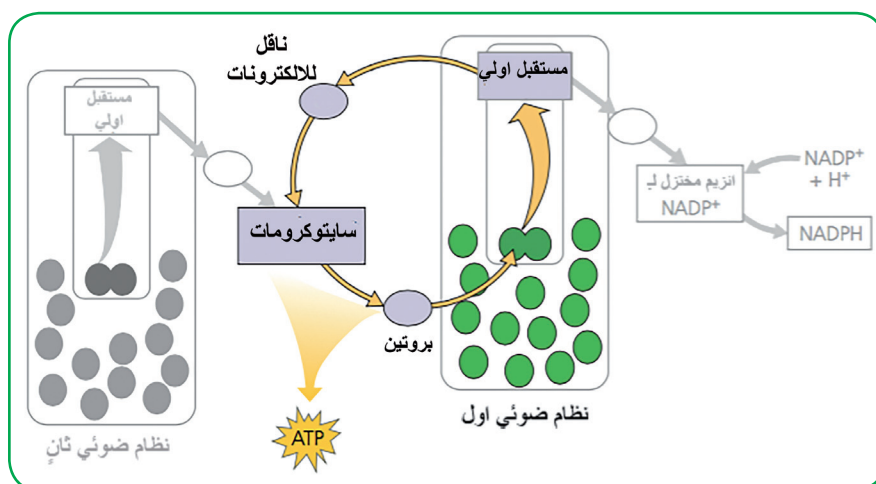 ناقل
للالكترونات
مستقبل اولي
مستقبل
اولي
NADP⁺
+ H⁺
انزيم مختزل لـ
NADP⁺
NADPH
سايتوكرومات
بروتين
نظام ضوئي اول
ATP
نظام ضوئي ثانٍ